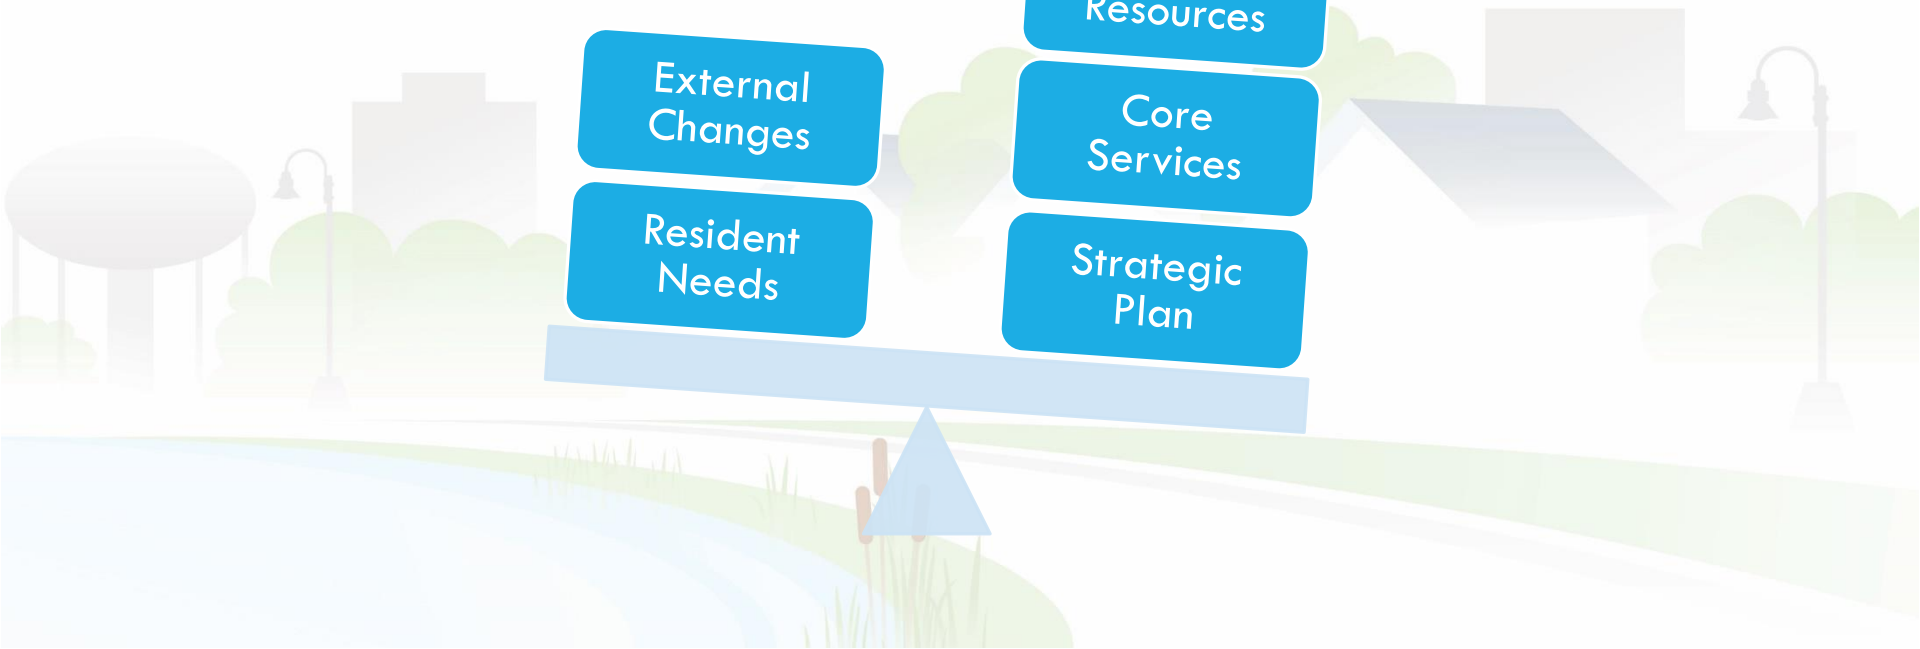 External
Changes
Resident
Needs
Resources
Core
Services
Strategic
Plan